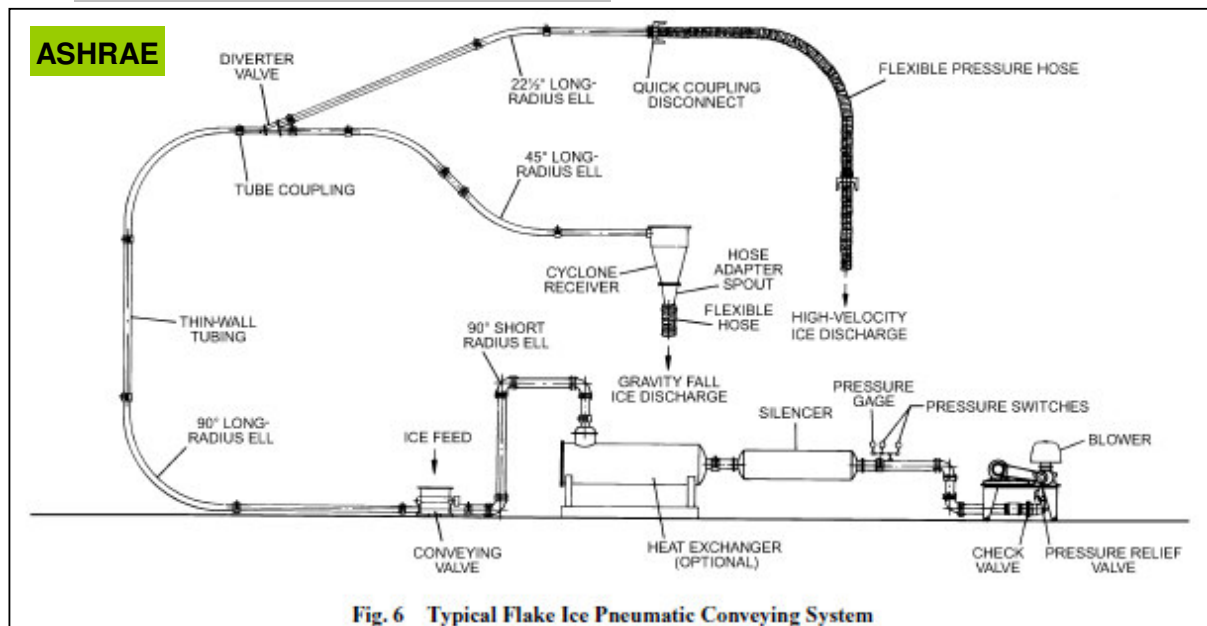 ASHRAE
DIVERTER
VALVE
22½° LONG-
RADIUS ELL
QUICK COUPLING
DISCONNECT
FLEXIBLE PRESSURE HOSE
45° LONG-
RADIUS ELL
TUBE COUPLING
CYCLONE
RECEIVER
HOSE
ADAPTER
SPOUT
FLEXIBLE
HOSE
HIGH-VELOCITY
ICE DISCHARGE
THIN-WALL
TUBING
90° SHORT
RADIUS ELL
GRAVITY FALL
ICE DISCHARGE
PRESSURE
GAGE
PRESSURE SWITCHES
SILENCER
BLOWER
90° LONG-
RADIUS ELL
ICE FEED
CONVEYING
VALVE
HEAT EXCHANGER
(OPTIONAL)
CHECK
VALVE
PRESSURE RELIEF
VALVE
Fig. 6 Typical Flake Ice Pneumatic Conveying System